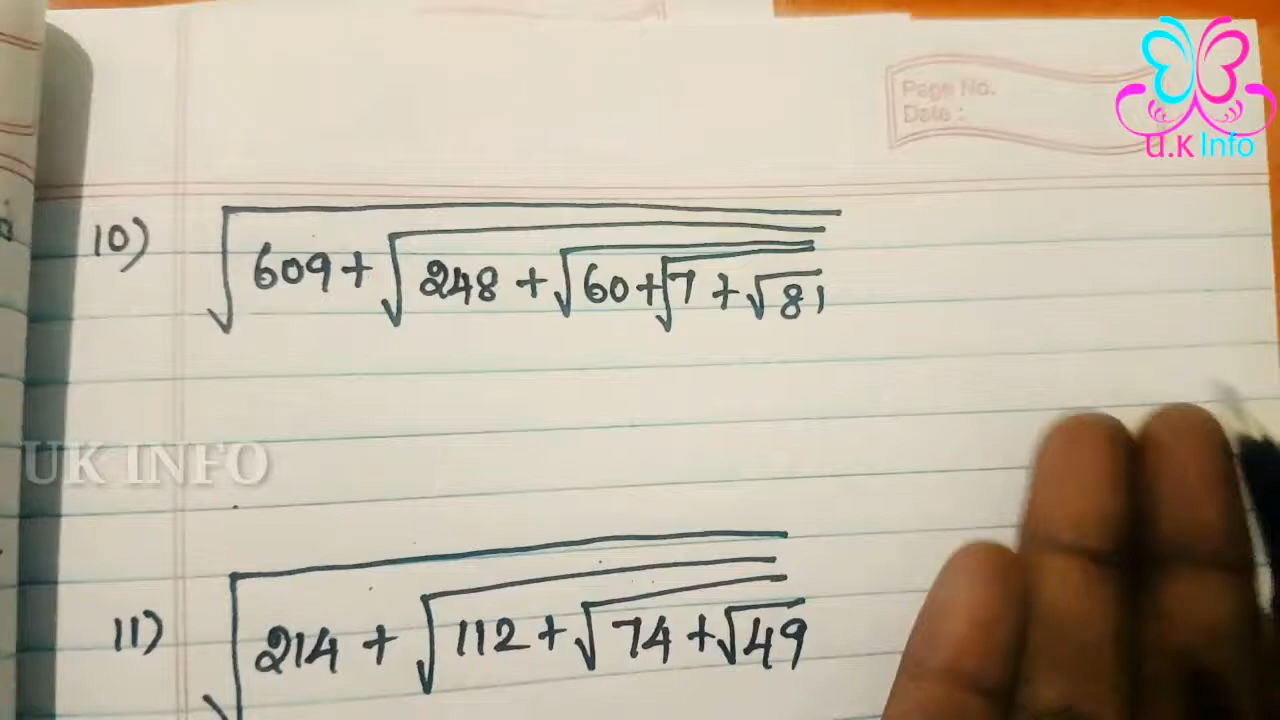 Page No.
Date :
U.K Info
10) √609 + √248 + √60 + √7 + √81
UK INFO
11) √214 + √112 + √74 + √49